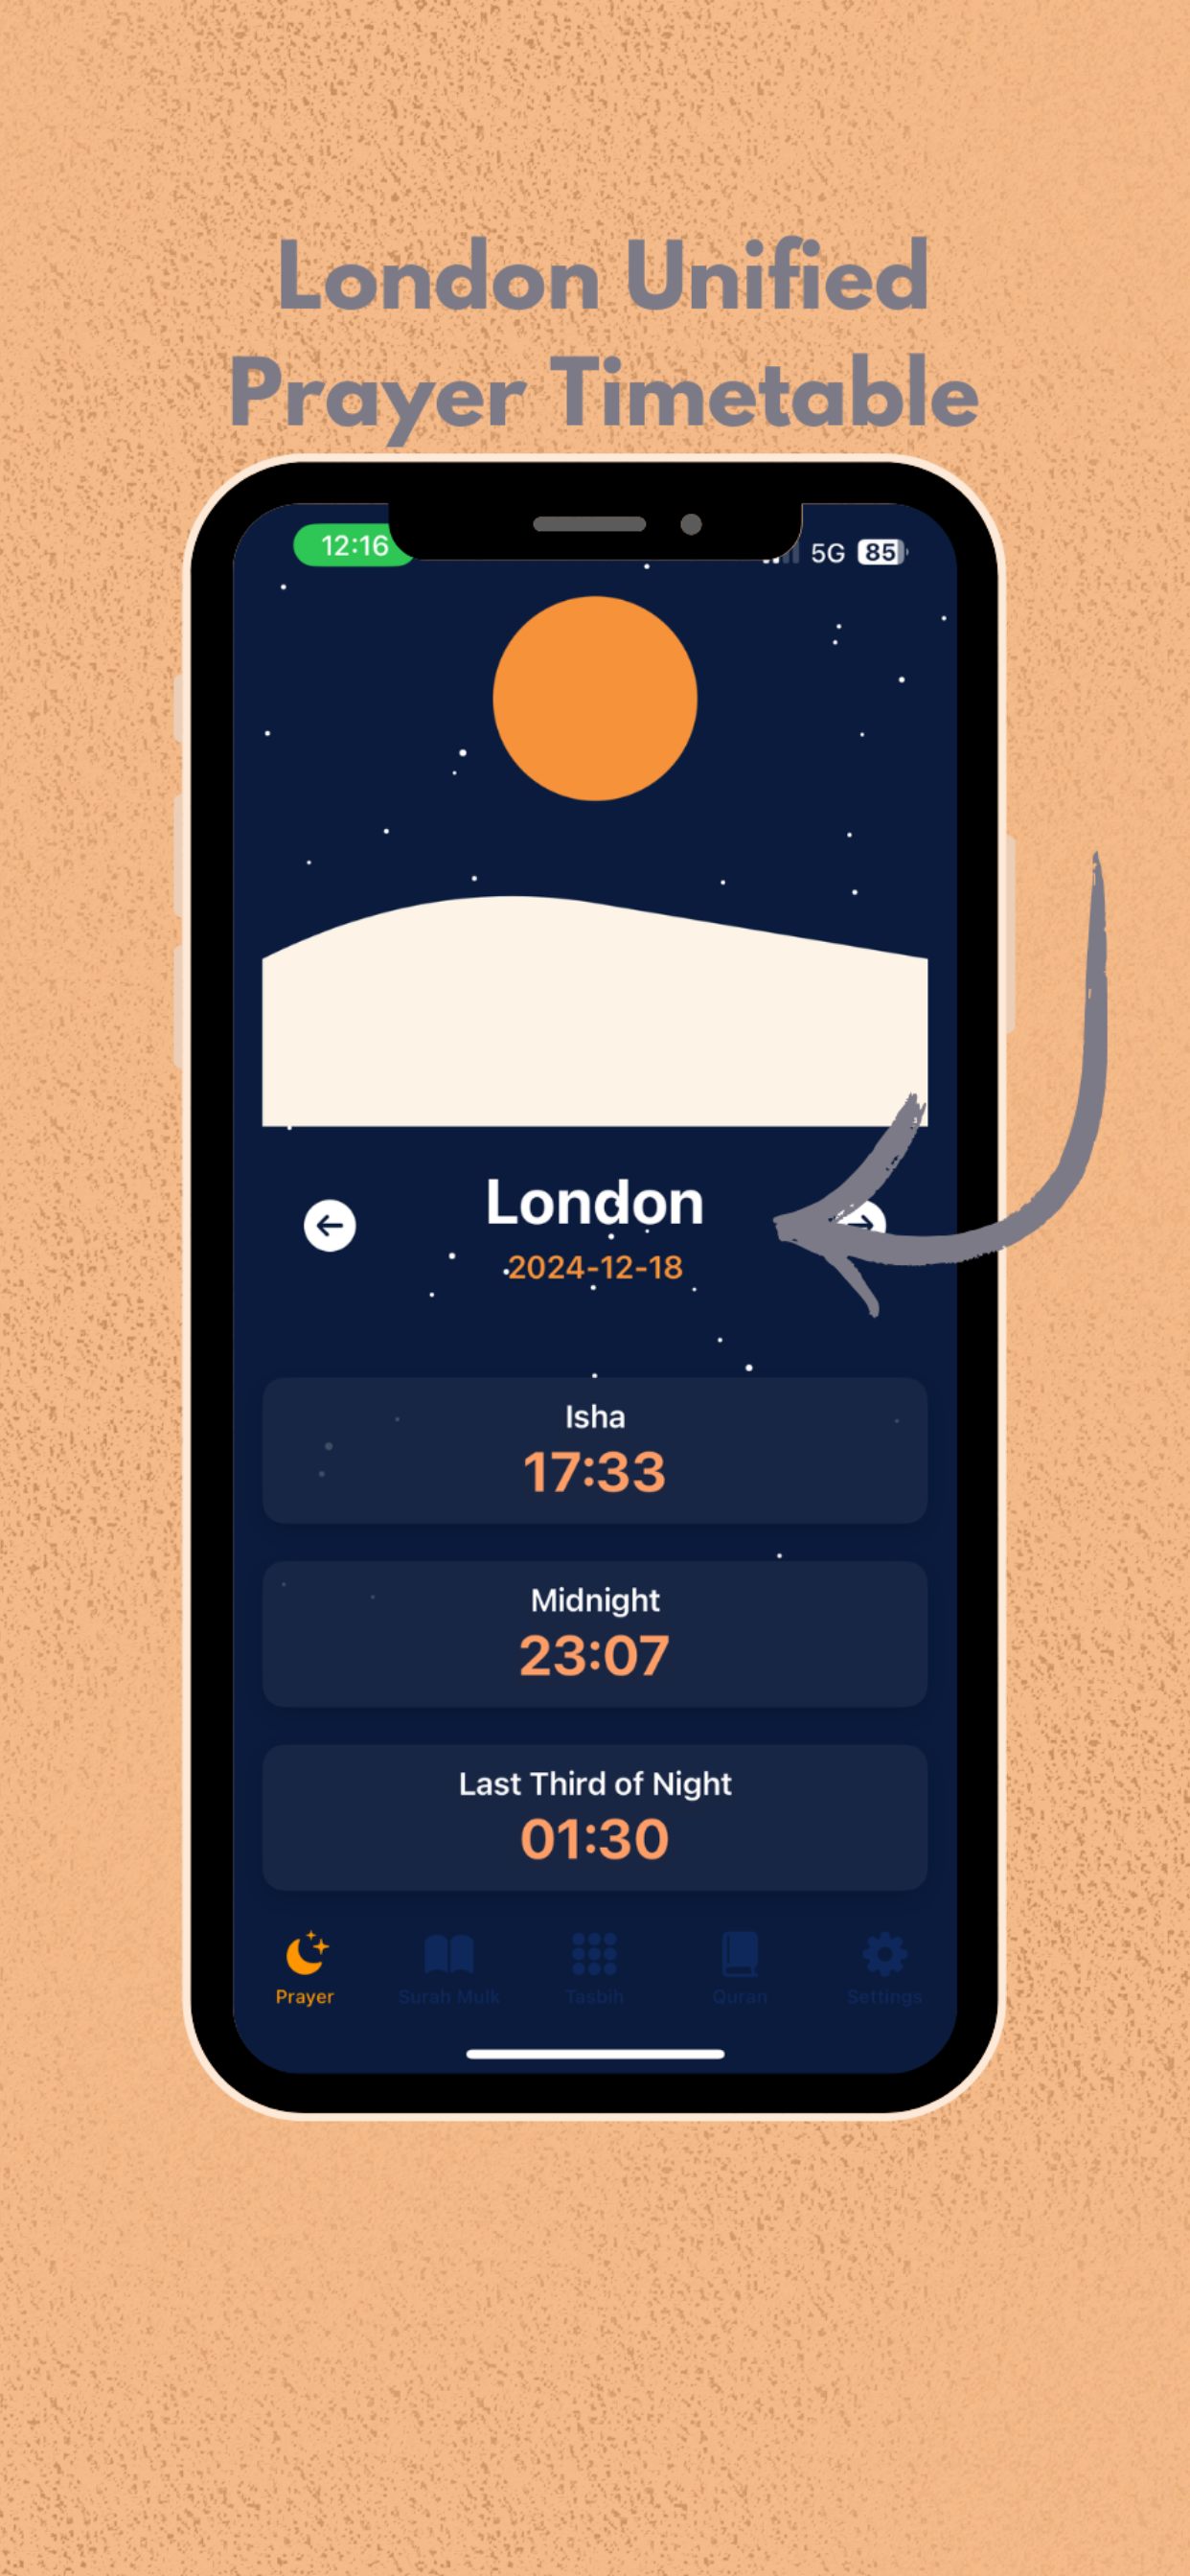 London Unified
Prayer Timetable
12:16
5G 85
London
2024-12-18
Isha
17:33
Midnight
23:07
Last Third of Night
01:30
Prayer Surah Mulk Tasbih Quran Settings